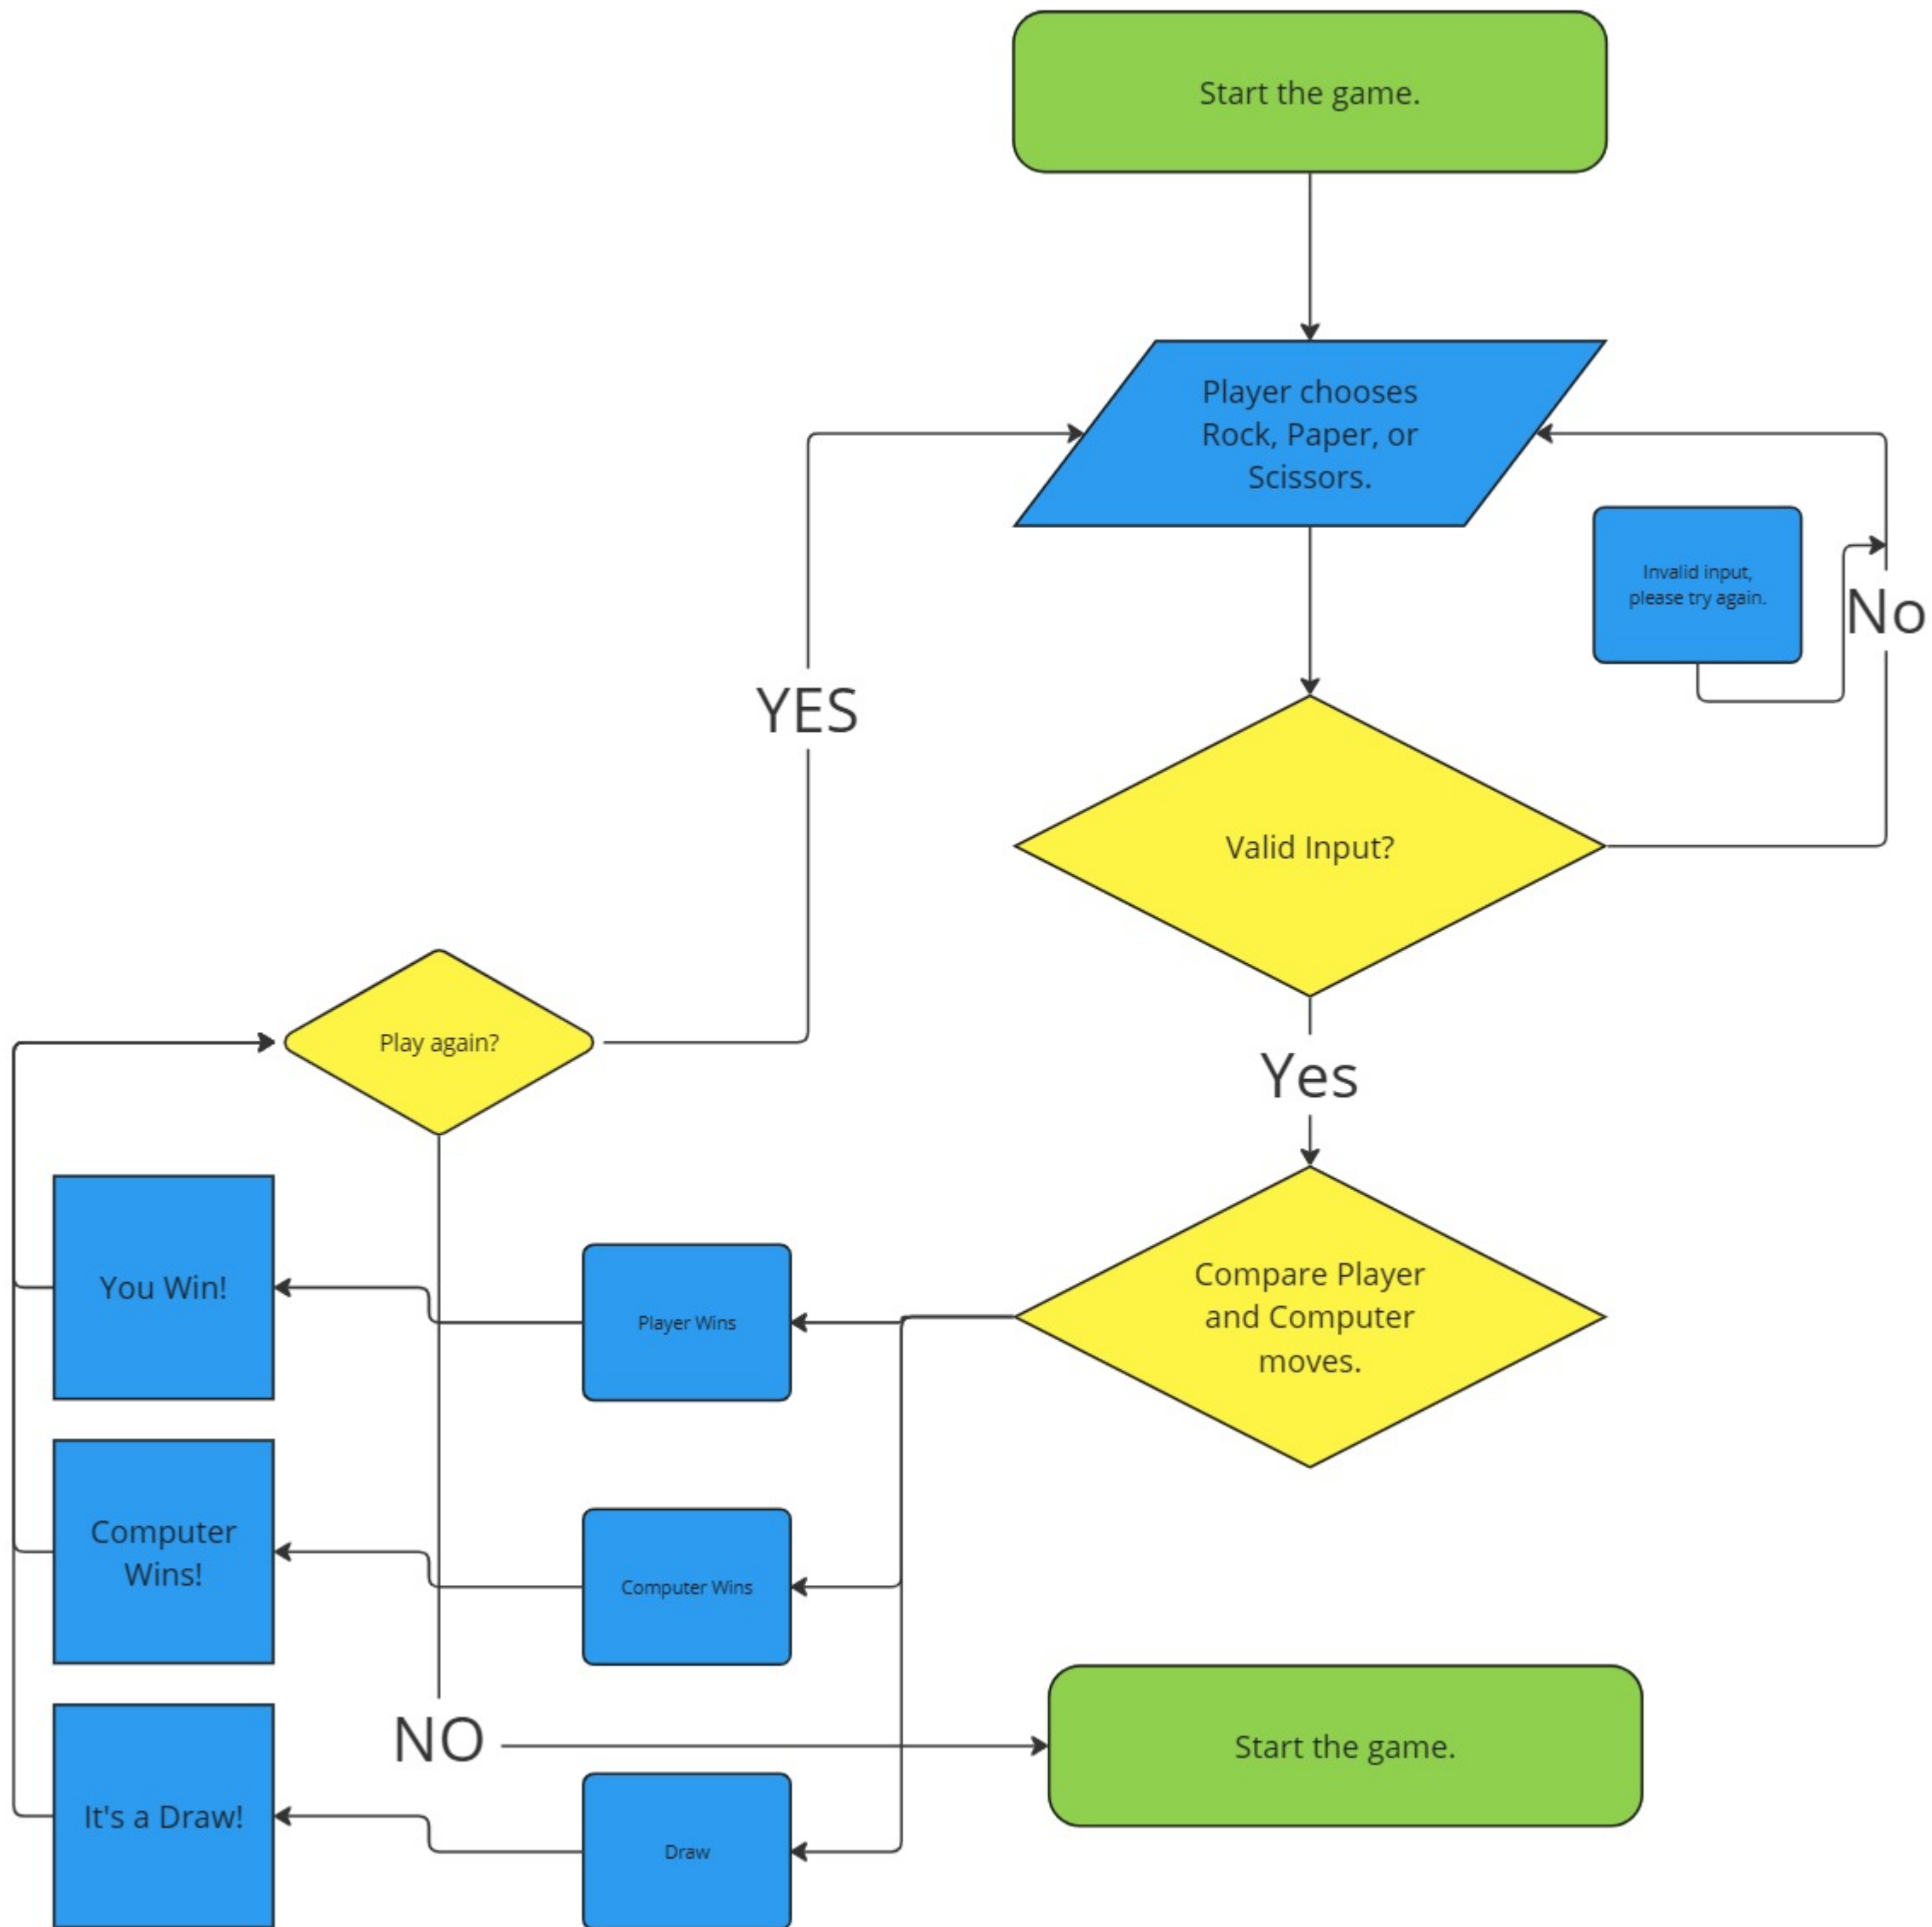 Start the game.
Player chooses
Rock, Paper, or
Scissors.
Invalid input,
please try again.
No
YES
Valid Input?
Play again?
Yes
You Win!
Player Wins
Compare Player
and Computer
moves.
Computer
Wins!
Computer Wins
NO
Start the game.
It's a Draw!
Draw